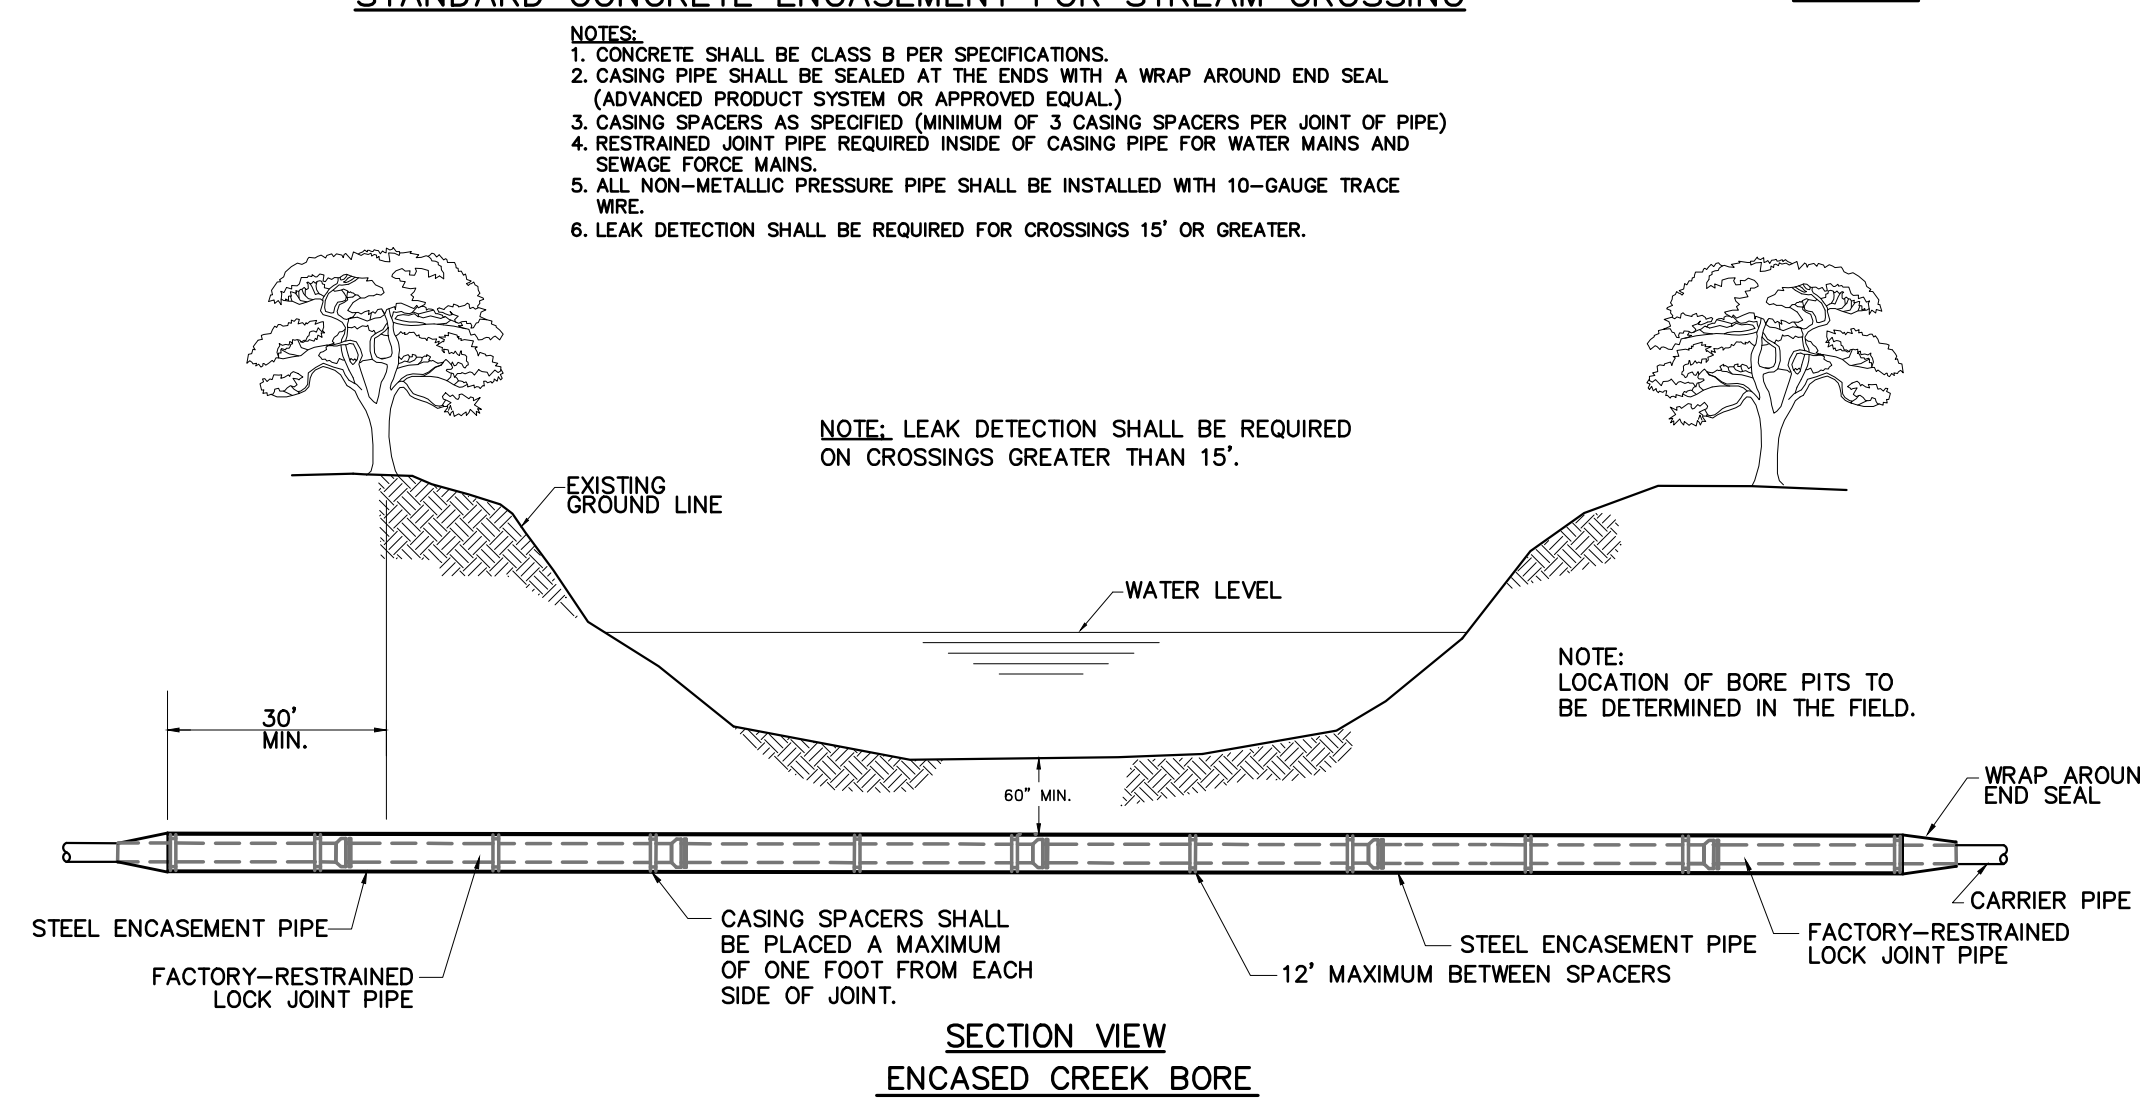 STANDARD CONCRETE ENCASEMENT FOR STREAM CROSSING
NOTES:
1. CONCRETE SHALL BE CLASS B PER SPECIFICATIONS.
2. CASING PIPE SHALL BE SEALED AT THE ENDS WITH A WRAP AROUND END SEAL
(ADVANCED PRODUCT SYSTEM OR APPROVED EQUAL.)
3. CASING SPACERS AS SPECIFIED (MINIMUM OF 3 CASING SPACERS PER JOINT OF PIPE)
4. RESTRAINED JOINT PIPE REQUIRED INSIDE OF CASING PIPE FOR WATER MAINS AND
SEWAGE FORCE MAINS.
5. ALL NON-METALLIC PRESSURE PIPE SHALL BE INSTALLED WITH 10-GAUGE TRACE
WIRE.
6. LEAK DETECTION SHALL BE REQUIRED FOR CROSSINGS 15' OR GREATER.
NOTE: LEAK DETECTION SHALL BE REQUIRED
ON CROSSINGS GREATER THAN 15'.
EXISTING
GROUND LINE
WATER LEVEL
NOTE:
LOCATION OF BORE PITS TO
BE DETERMINED IN THE FIELD.
30'
MIN.
60" MIN.
WRAP AROUN
END SEAL
CARRIER PIPE
STEEL ENCASEMENT PIPE
FACTORY-RESTRAINED
LOCK JOINT PIPE
CASING SPACERS SHALL
BE PLACED A MAXIMUM
OF ONE FOOT FROM EACH
SIDE OF JOINT.
12' MAXIMUM BETWEEN SPACERS
STEEL ENCASEMENT PIPE
FACTORY-RESTRAINED
LOCK JOINT PIPE
SECTION VIEW
ENCASED CREEK BORE